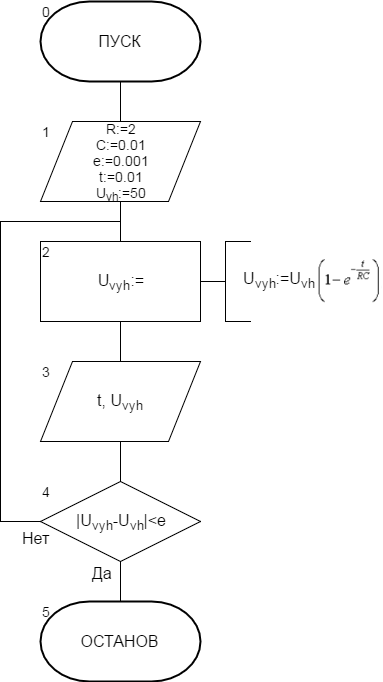 0
ПУСК
1
R:=2
C:=0.01
e:=0.001
t:=0.01
Uvh:=50
2
Uvyh:=
Uvyh:=Uvh(1-e^(-t/RC))
3
t, Uvyh
4
|Uvyh-Uvh|<e
Нет
Да
5
ОСТАНОВ